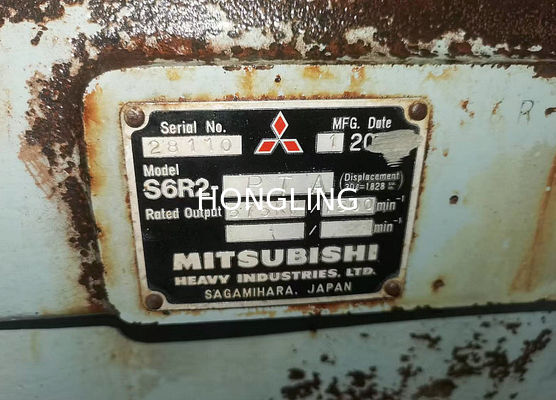 Serial No. MFG. Date
28110 1 20
Model
S6R2 PTA (Displacement
HONGLING
Rated Output min⁻¹
/ min⁻¹
MITSUBISHI
HEAVY INDUSTRIES, LTD.
SAGAMIHARA, JAPAN
R